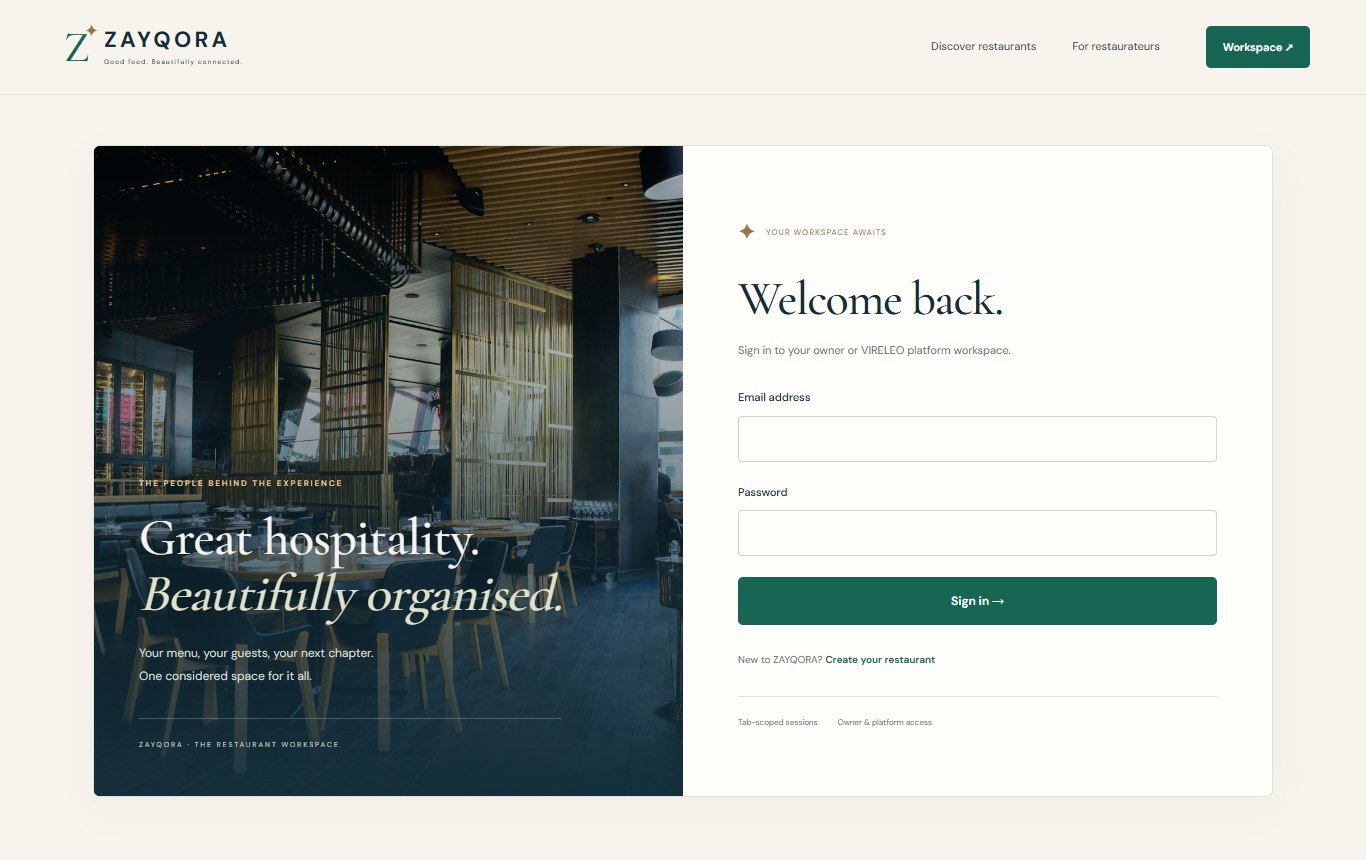 Z ZAYQORA
Good food. Beautifully connected.
Discover restaurants
For restaurateurs
Workspace ↗
THE PEOPLE BEHIND THE EXPERIENCE
Great hospitality.
Beautifully organised.
Your menu, your guests, your next chapter.
One considered space for it all.
ZAYQORA · THE RESTAURANT WORKSPACE
YOUR WORKSPACE AWAITS
Welcome back.
Sign in to your owner or VIRELEO platform workspace.
Email address
Password
Sign in →
New to ZAYQORA? Create your restaurant
Tab-scoped sessions
Owner & platform access